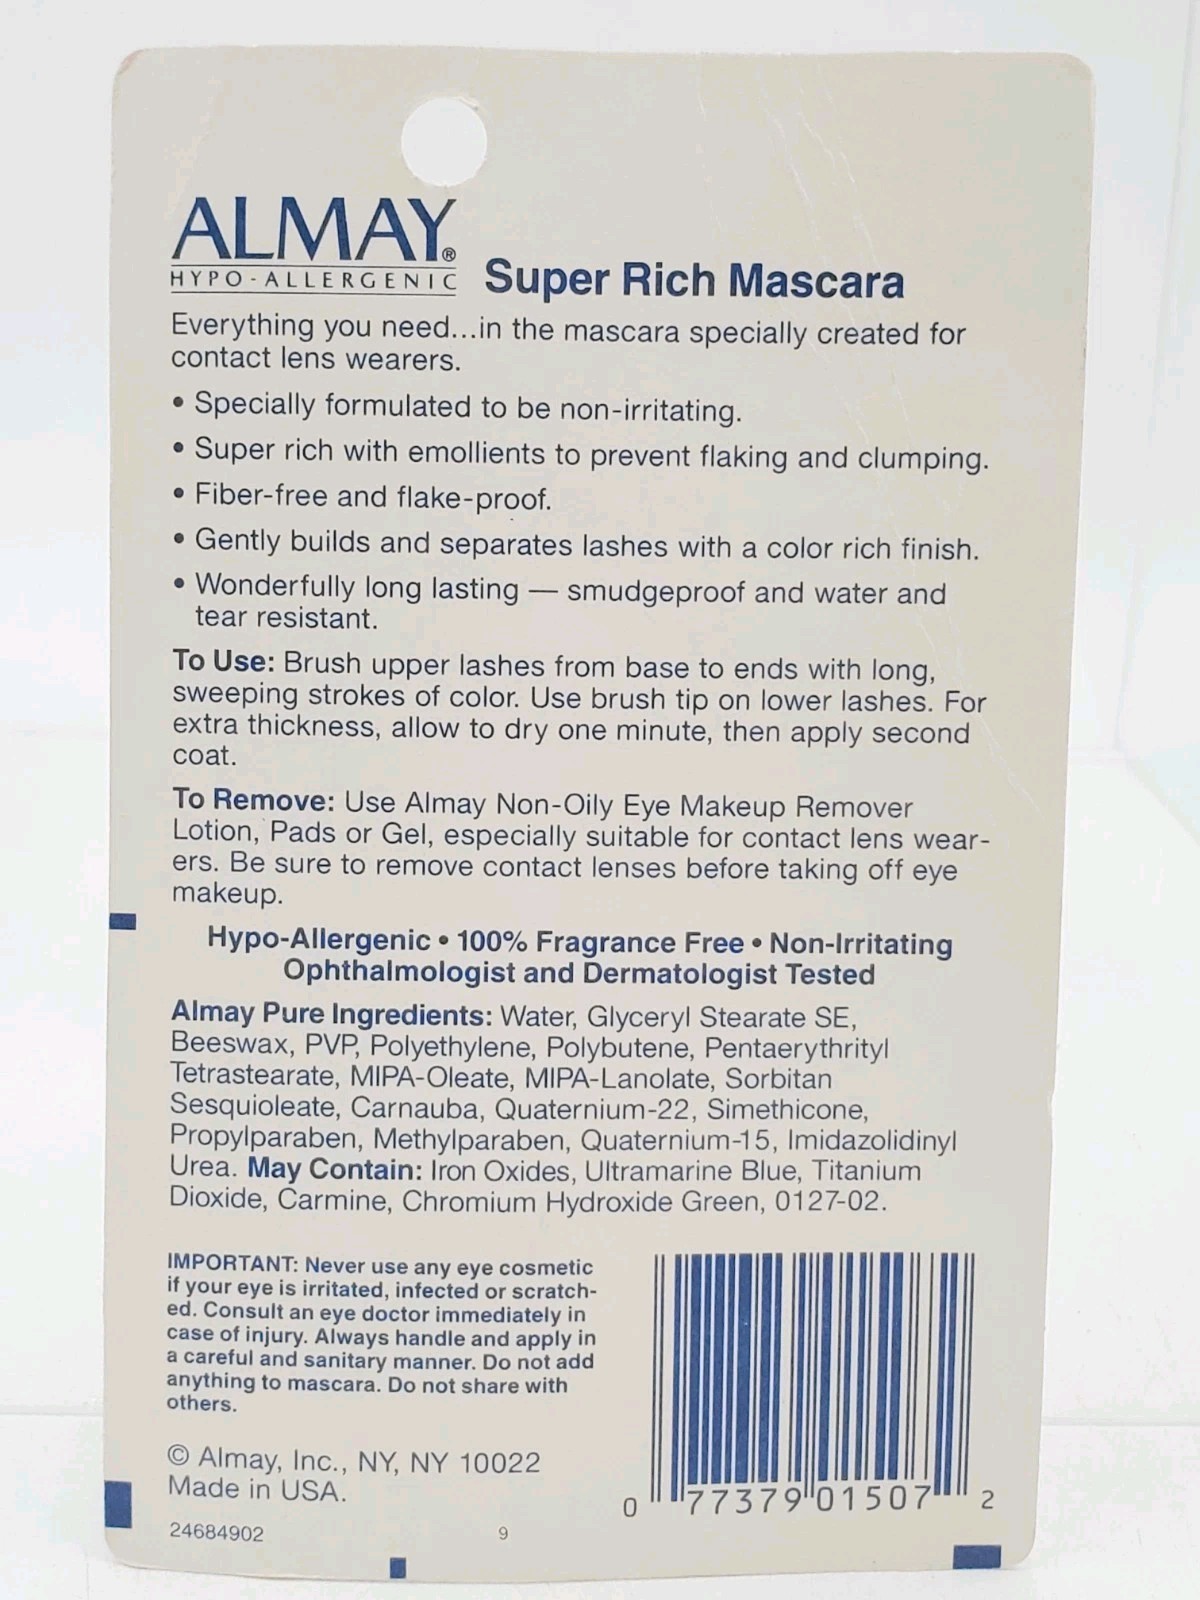 ALMAY®
HYPO-ALLERGENIC
Super Rich Mascara
Everything you need...in the mascara specially created for
contact lens wearers.
• Specially formulated to be non-irritating.
• Super rich with emollients to prevent flaking and clumping.
• Fiber-free and flake-proof.
• Gently builds and separates lashes with a color rich finish.
• Wonderfully long lasting — smudgeproof and water and
tear resistant.
To Use: Brush upper lashes from base to ends with long,
sweeping strokes of color. Use brush tip on lower lashes. For
extra thickness, allow to dry one minute, then apply second
coat.
To Remove: Use Almay Non-Oily Eye Makeup Remover
Lotion, Pads or Gel, especially suitable for contact lens wear-
ers. Be sure to remove contact lenses before taking off eye
makeup.
Hypo-Allergenic • 100% Fragrance Free • Non-Irritating
Ophthalmologist and Dermatologist Tested
Almay Pure Ingredients: Water, Glyceryl Stearate SE,
Beeswax, PVP, Polyethylene, Polybutene, Pentaerythrityl
Tetrastearate, MIPA-Oleate, MIPA-Lanolate, Sorbitan
Sesquioleate, Carnauba, Quaternium-22, Simethicone,
Propylparaben, Methylparaben, Quaternium-15, Imidazolidinyl
Urea. May Contain: Iron Oxides, Ultramarine Blue, Titanium
Dioxide, Carmine, Chromium Hydroxide Green, 0127-02.
IMPORTANT: Never use any eye cosmetic
if your eye is irritated, infected or scratch-
ed. Consult an eye doctor immediately in
case of injury. Always handle and apply in
a careful and sanitary manner. Do not add
anything to mascara. Do not share with
others.
© Almay, Inc., NY, NY 10022
Made in USA.
24684902
9
0 77379 01507 2